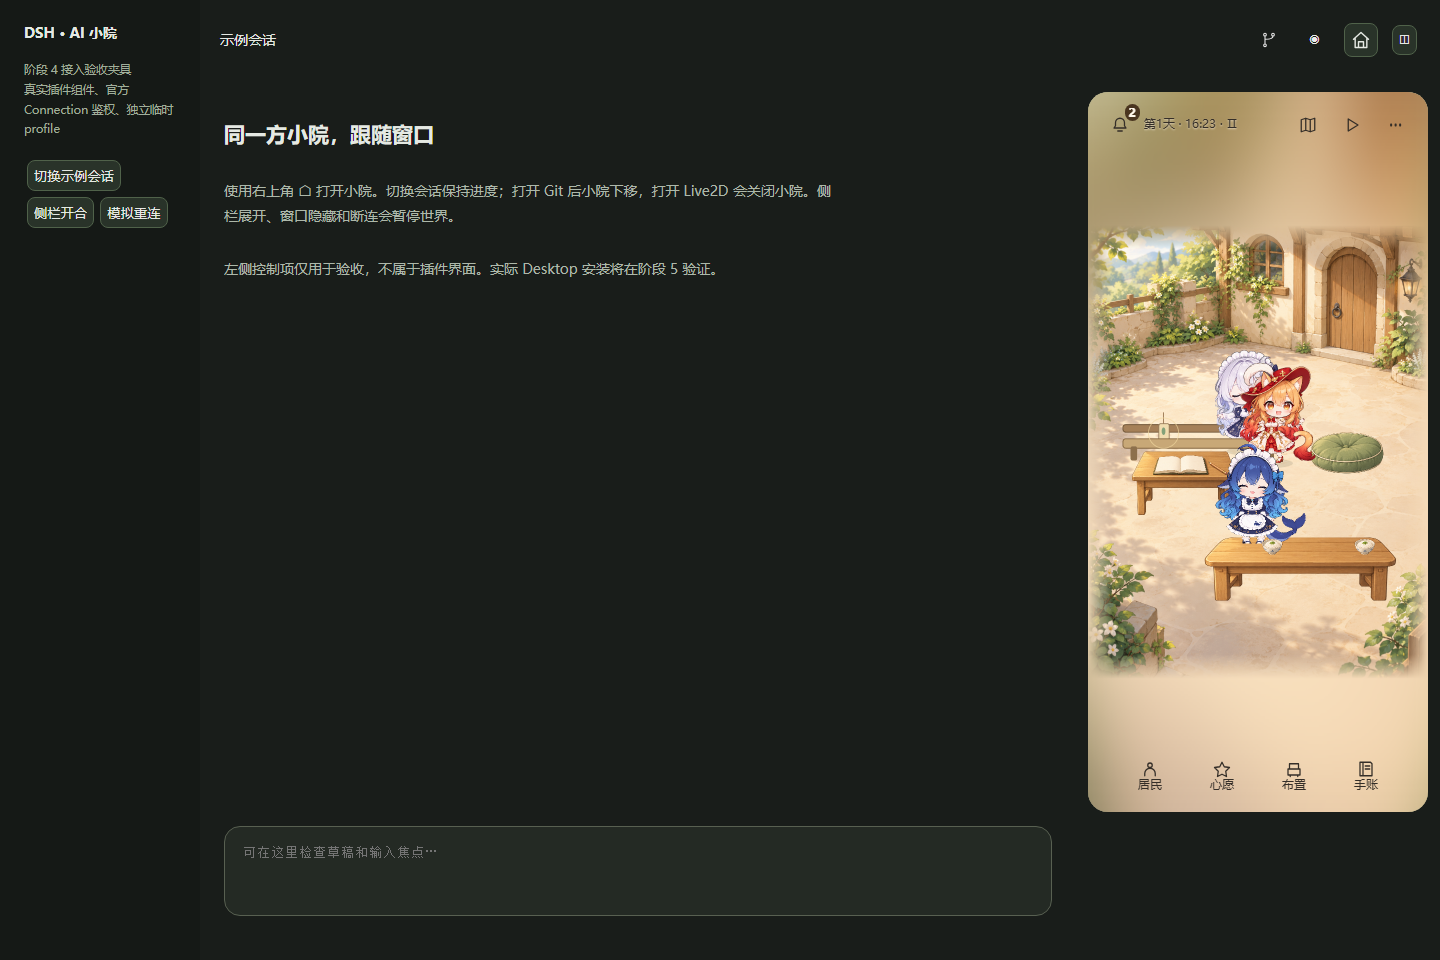 DSH • AI 小院
阶段 4 接入验收夹具
真实插件组件、官方
Connection 鉴权、独立临时
profile
切换示例会话
侧栏开合
模拟重连
示例会话
同一方小院，跟随窗口
使用右上角 ⌂ 打开小院。切换会话保持进度；打开 Git 后小院下移，打开 Live2D 会关闭小院。侧
栏展开、窗口隐藏和断连会暂停世界。
左侧控制项仅用于验收，不属于插件界面。实际 Desktop 安装将在阶段 5 验证。
可在这里检查草稿和输入焦点…
2
第1天 · 16:23 · Ⅱ
居民
心愿
布置
手账